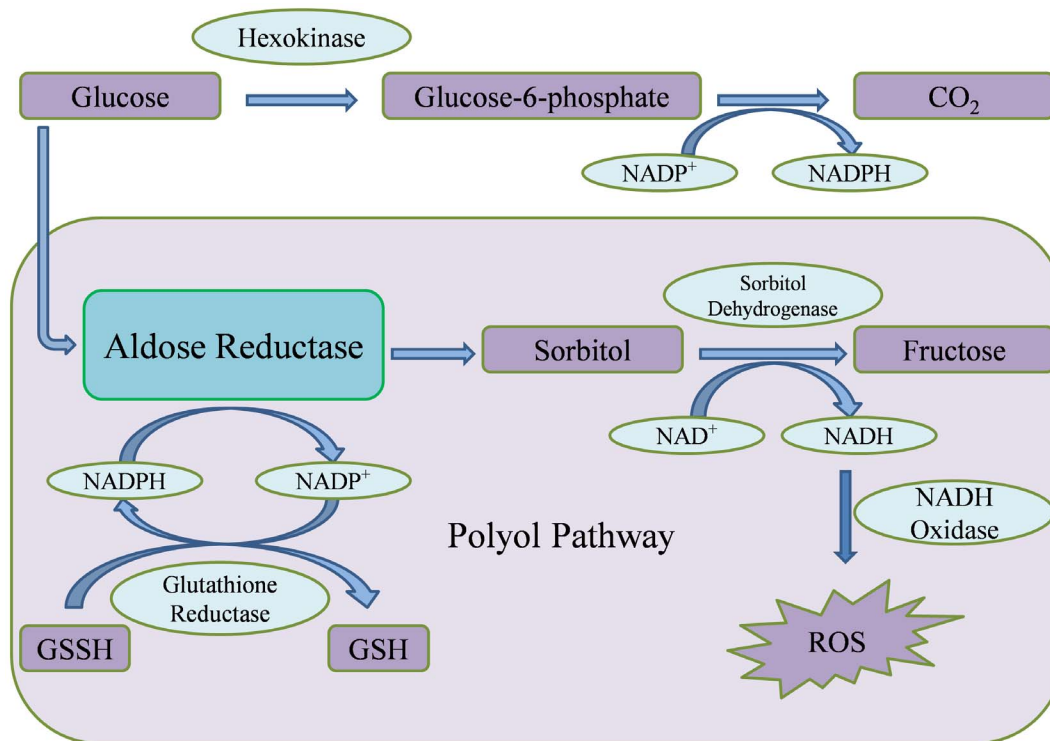 Hexokinase
Glucose
Glucose-6-phosphate
CO₂
NADP⁺
NADPH
Sorbitol
Dehydrogenase
Aldose Reductase
Sorbitol
Fructose
NAD⁺
NADH
NADPH
NADP⁺
NADH
Oxidase
Polyol Pathway
Glutathione
Reductase
GSSH
GSH
ROS